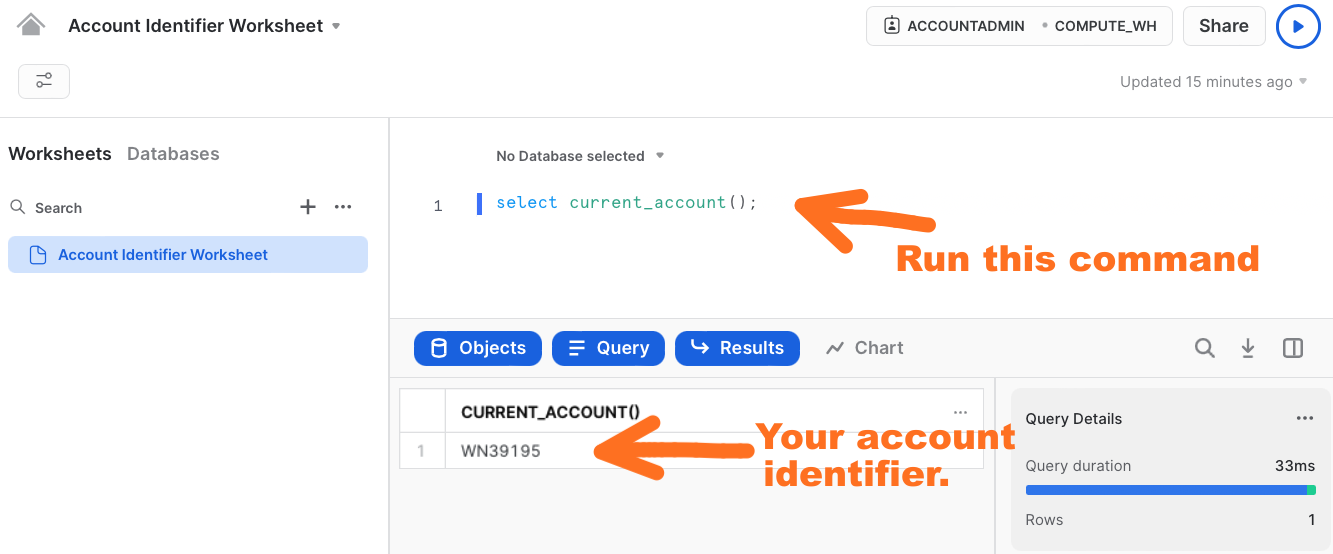 Account Identifier Worksheet
ACCOUNTADMIN • COMPUTE_WH
Share
Updated 15 minutes ago
Worksheets Databases
Search
Account Identifier Worksheet
No Database selected
1 select current_account();
Run this command
Objects Query Results Chart
CURRENT_ACCOUNT() ...
1 WN39195
Your account
identifier.
Query Details ...
Query duration 33ms
Rows 1